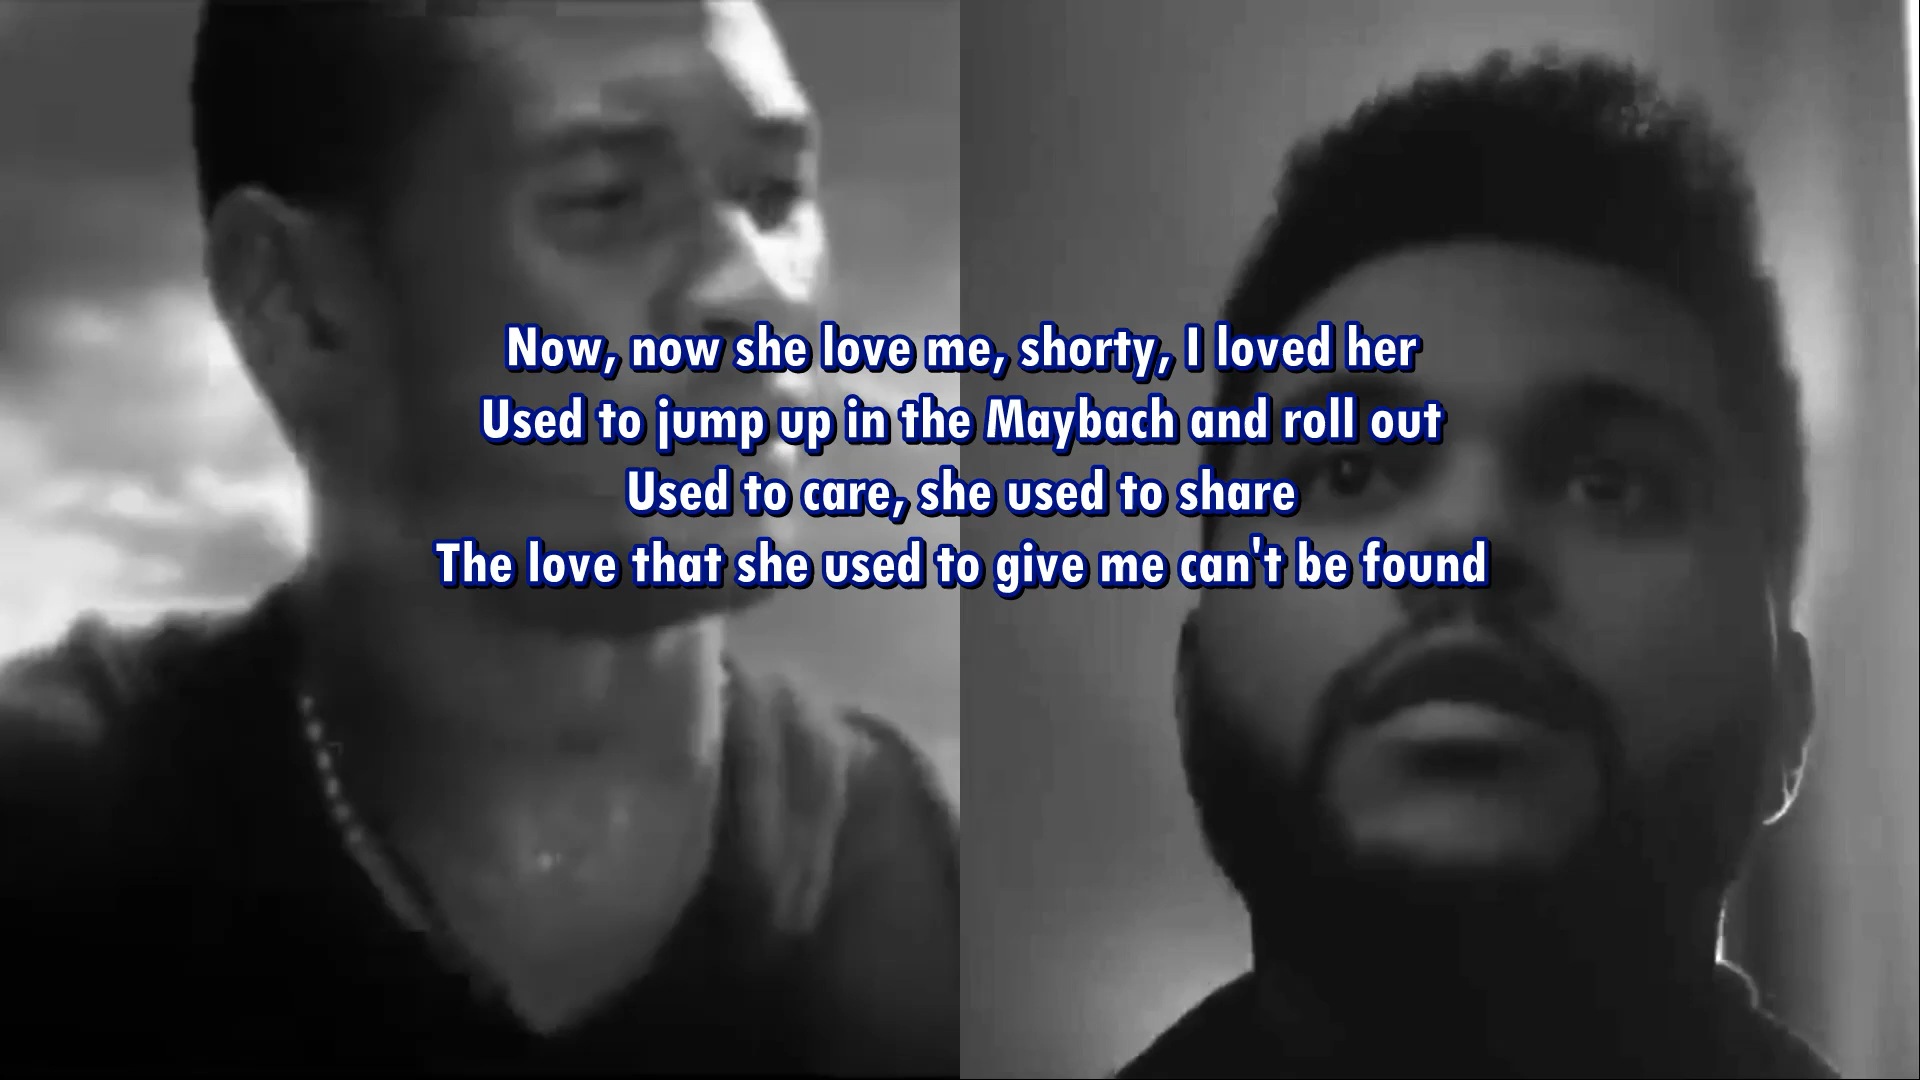 Now, now she love me, shorty, I loved her
Used to jump up in the Maybach and roll out
Used to care, she used to share
The love that she used to give me can't be found